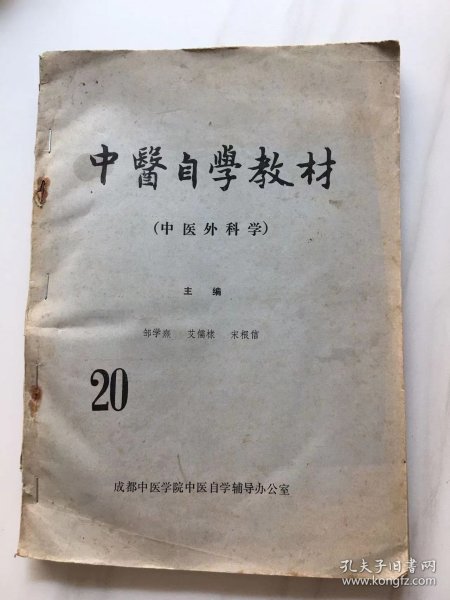 中醫自學教材
(中医外科学)
主编
邹学熹 艾儒棣 宋根信
20
成都中医学院中医自学辅导办公室
孔夫子旧书网
www.kongfz.com